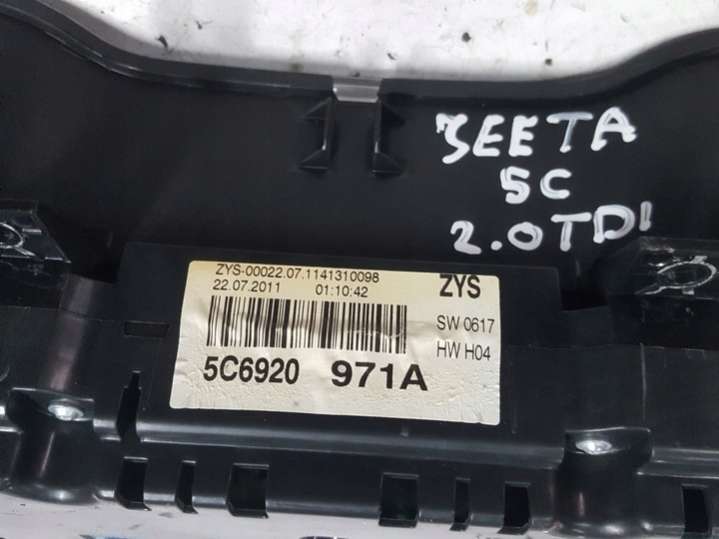 JEETA
5C
2.0TDI
ZYS-00022.07.1141310098
22.07.2011 01:10:42
ZYS
SW 0617
HW H04
5C6920 971A